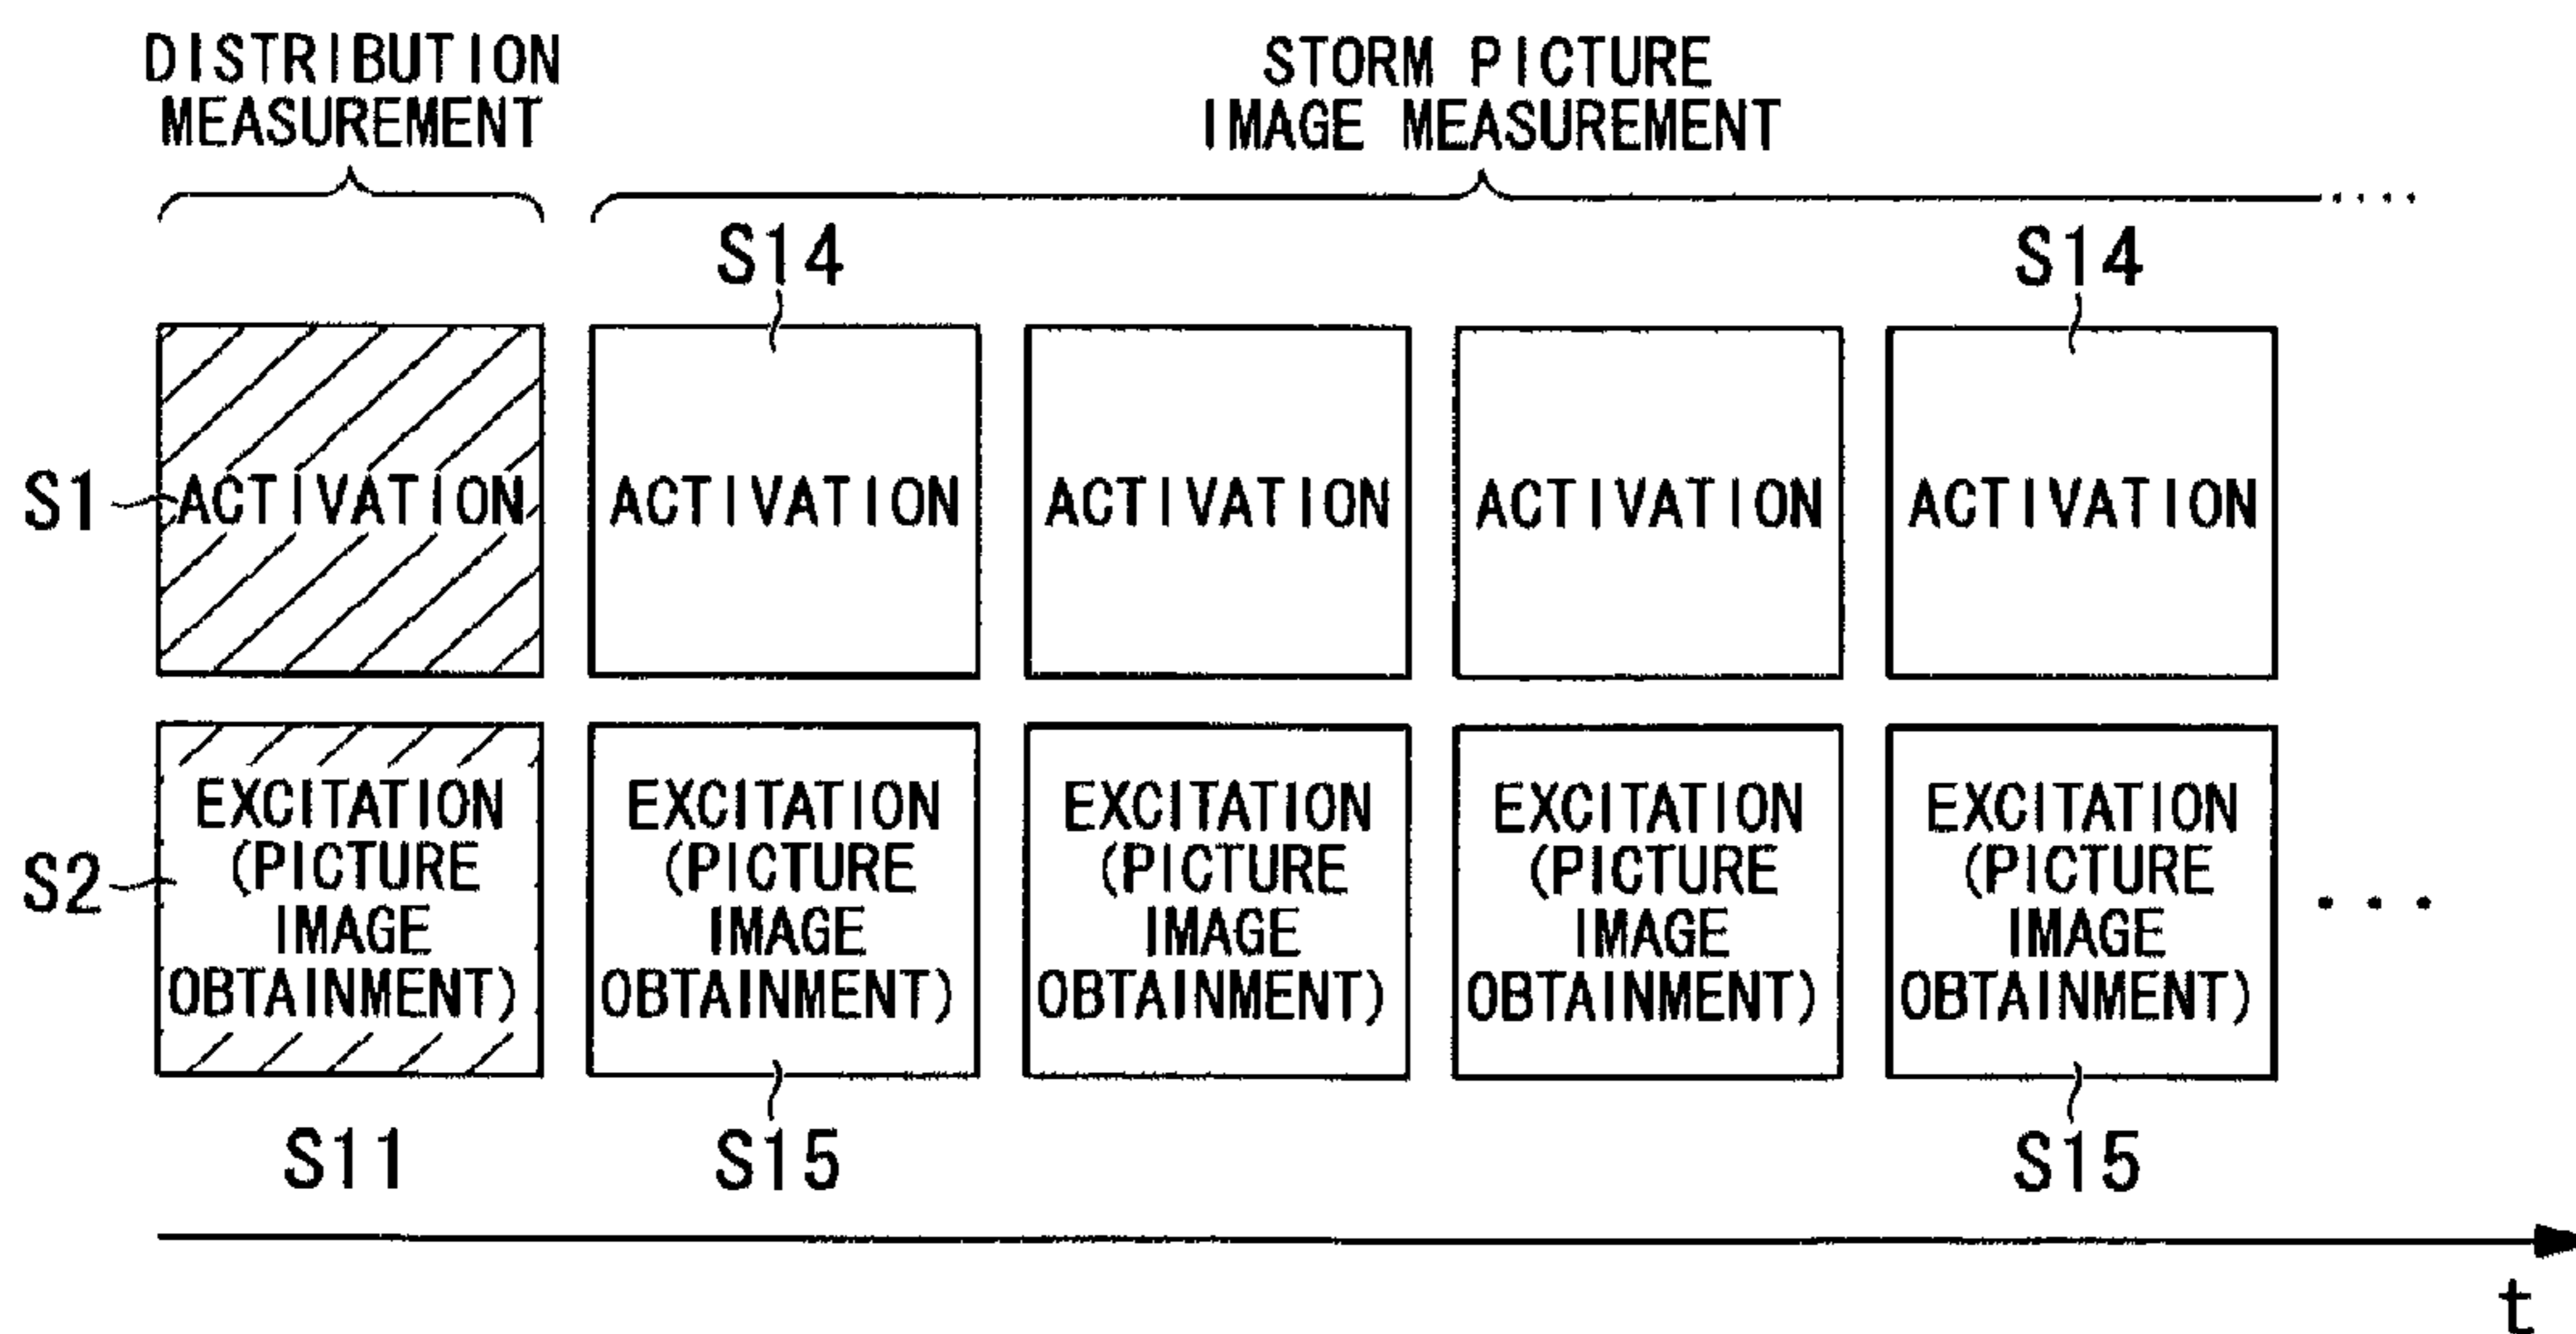 DISTRIBUTION
MEASUREMENT
STORM PICTURE
IMAGE MEASUREMENT
S14
S14
S1
ACTIVATION
ACTIVATION
ACTIVATION
ACTIVATION
ACTIVATION
S2
EXCITATION
(PICTURE
IMAGE
OBTAINMENT)
EXCITATION
(PICTURE
IMAGE
OBTAINMENT)
EXCITATION
(PICTURE
IMAGE
OBTAINMENT)
EXCITATION
(PICTURE
IMAGE
OBTAINMENT)
EXCITATION
(PICTURE
IMAGE
OBTAINMENT)
...
S11
S15
S15
t